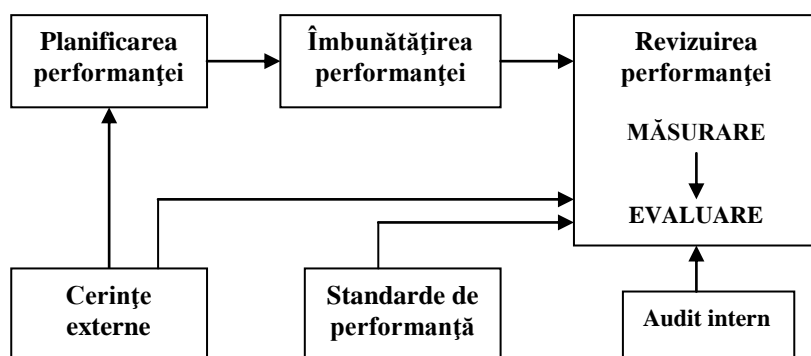 Planificarea
performanţei
Îmbunătăţirea
performanţei
Revizuirea
performanţei
MĂSURARE
EVALUARE
Cerinţe
externe
Standarde de
performanţă
Audit intern